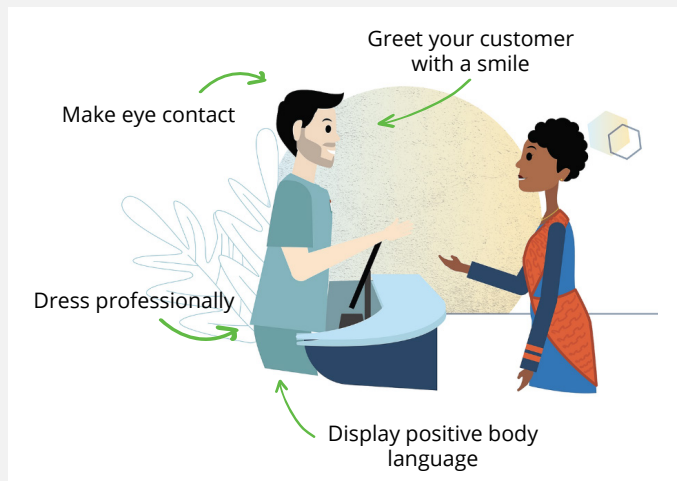 Greet your customer
with a smile
Make eye contact
Dress professionally
Display positive body
language